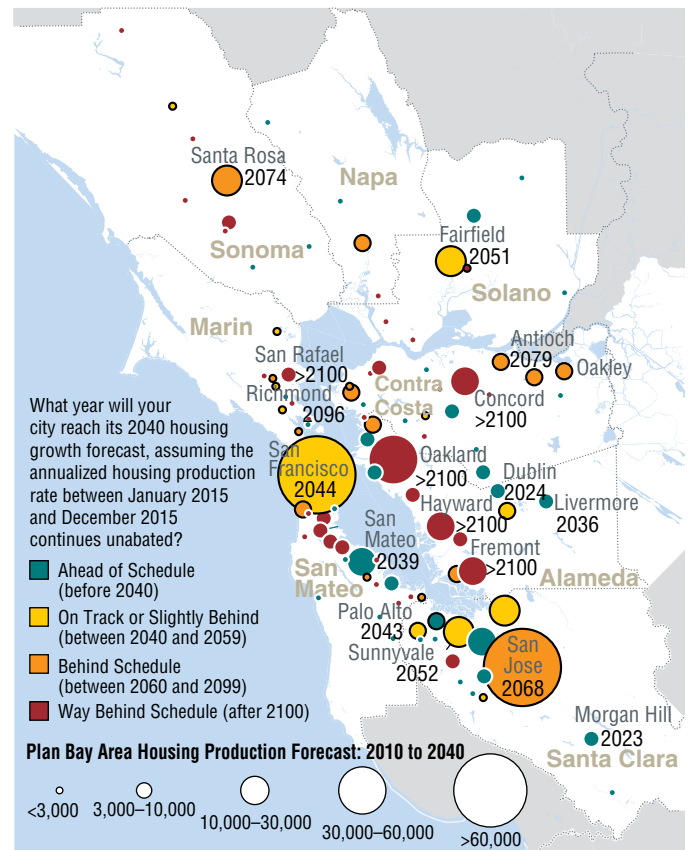 Santa Rosa
2074
Napa
Sonoma
Fairfield
2051
Solano
Marin
San Rafael
>2100
Antioch
2079
Oakley
Richmond
2096
Contra
Costa
Concord
>2100
What year will your
city reach its 2040 housing
growth forecast, assuming the
annualized housing production
rate between January 2015
and December 2015
continues unabated?
San
Francisco
2044
Oakland
>2100
Dublin
2024
Livermore
2036
Hayward
>2100
San
Mateo
2039
Fremont
>2100
San
Mateo
Alameda
Ahead of Schedule
(before 2040)
On Track or Slightly Behind
(between 2040 and 2059)
Behind Schedule
(between 2060 and 2099)
Way Behind Schedule (after 2100)
Palo Alto
2043
Sunnyvale
2052
San
Jose
2068
Morgan Hill
2023
Santa Clara
Plan Bay Area Housing Production Forecast: 2010 to 2040
<3,000
3,000–10,000
10,000–30,000
30,000–60,000
>60,000